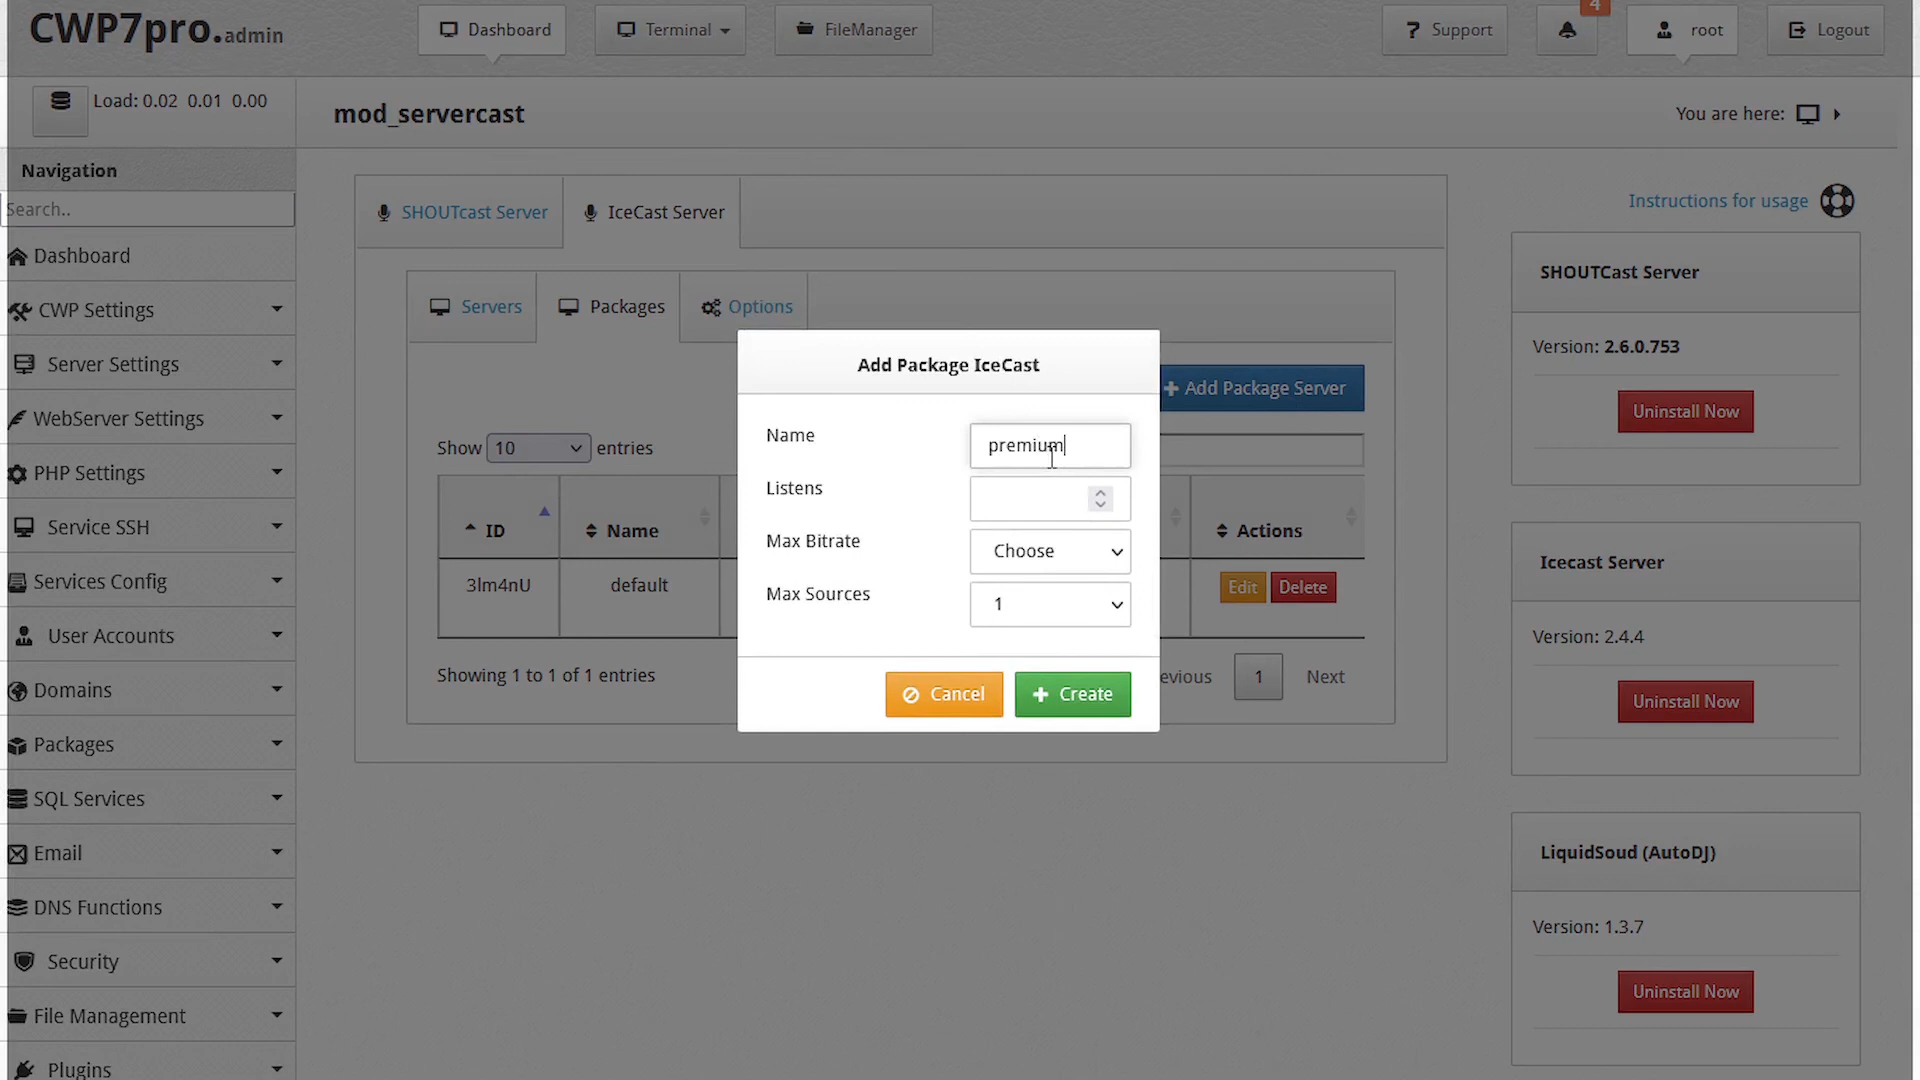 CWP7pro.admin
Dashboard
Terminal
FileManager
Support
4
root
Logout
Load: 0.02 0.01 0.00
mod_servercast
You are here:
Navigation
Search..
Dashboard
CWP Settings
Server Settings
WebServer Settings
PHP Settings
Service SSH
Services Config
User Accounts
Domains
Packages
SQL Services
Email
DNS Functions
Security
File Management
Plugins
SHOUTcast Server
IceCast Server
Servers
Packages
Options
Add Package Server
Show 10 entries
ID
Name
Actions
3lm4nU
default
Edit
Delete
Showing 1 to 1 of 1 entries
evious
1
Next
Add Package IceCast
Name
premium
Listens
Max Bitrate
Choose
Max Sources
1
Cancel
Create
Instructions for usage
SHOUTCast Server
Version: 2.6.0.753
Uninstall Now
Icecast Server
Version: 2.4.4
Uninstall Now
LiquidSoud (AutoDJ)
Version: 1.3.7
Uninstall Now